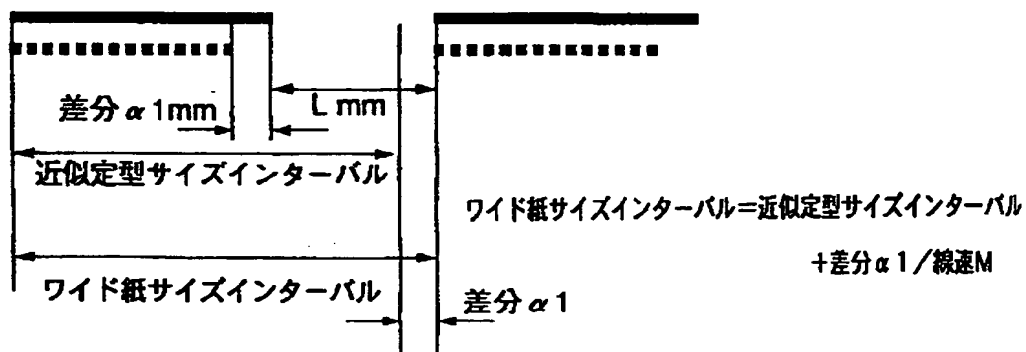 差分α1mm
L mm
近似定型サイズインターバル
ワイド紙サイズインターバル=近似定型サイズインターバル
+差分α1/線速M
ワイド紙サイズインターバル
差分α1